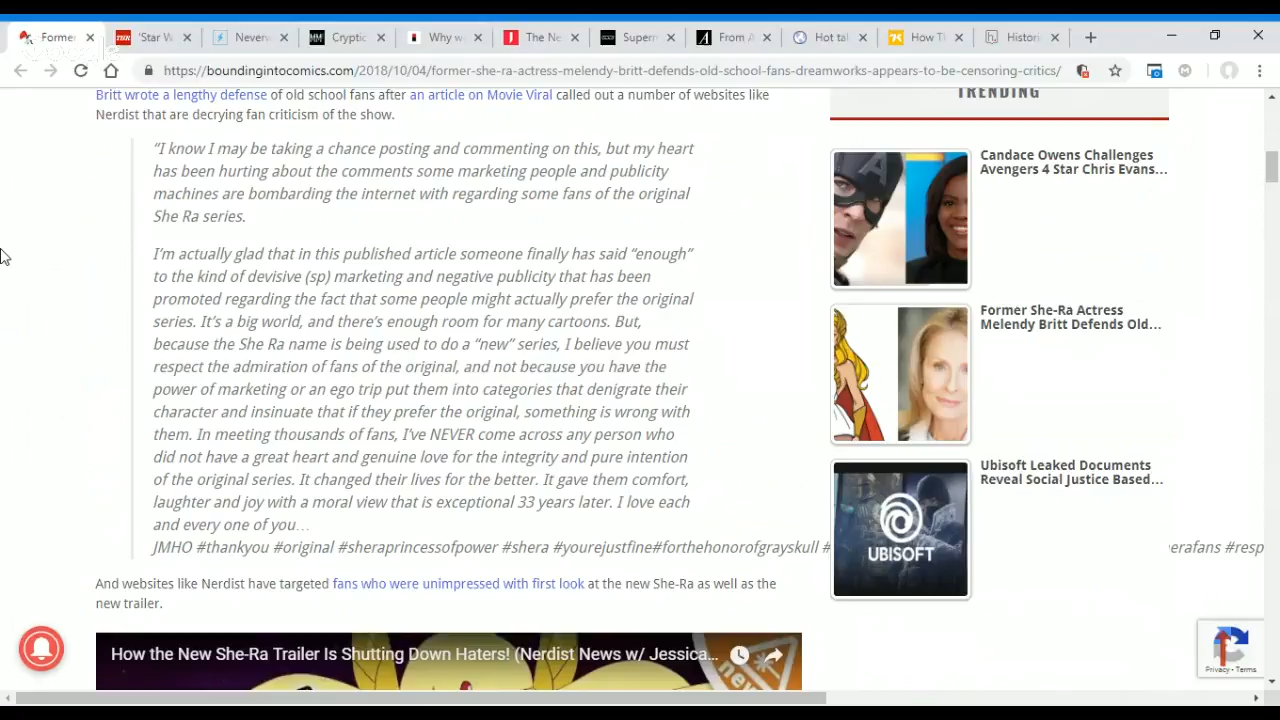 Former
'Star W
Never
Cryptic
Why w
The Ne
Supern
From A
ot tal
How T
Histor
https://boundingintocomics.com/2018/10/04/former-she-ra-actress-melendy-britt-defends-old-school-fans-dreamworks-appears-to-be-censoring-critics/
Britt wrote a lengthy defense of old school fans after an article on Movie Viral called out a number of websites like
Nerdist that are decrying fan criticism of the show.
“I know I may be taking a chance posting and commenting on this, but my heart
has been hurting about the comments some marketing people and publicity
machines are bombarding the internet with regarding some fans of the original
She Ra series.
I’m actually glad that in this published article someone finally has said “enough”
to the kind of devisive (sp) marketing and negative publicity that has been
promoted regarding the fact that some people might actually prefer the original
series. It’s a big world, and there’s enough room for many cartoons. But,
because the She Ra name is being used to do a “new” series, I believe you must
respect the admiration of fans of the original, and not because you have the
power of marketing or an ego trip put them into categories that denigrate their
character and insinuate that if they prefer the original, something is wrong with
them. In meeting thousands of fans, I’ve NEVER come across any person who
did not have a great heart and genuine love for the integrity and pure intention
of the original series. It changed their lives for the better. It gave them comfort,
laughter and joy with a moral view that is exceptional 33 years later. I love each
and every one of you…
JMHO #thankyou #original #sheraprincessofpower #shera #yourejustfine#forthehonorofgrayskull # erafans #resp
And websites like Nerdist have targeted fans who were unimpressed with first look at the new She-Ra as well as the
new trailer.
How the New She-Ra Trailer Is Shutting Down Haters! (Nerdist News w/ Jessica...
TRENDING
Candace Owens Challenges
Avengers 4 Star Chris Evans...
Former She-Ra Actress
Melendy Britt Defends Old...
Ubisoft Leaked Documents
Reveal Social Justice Based...
UBISOFT
Privacy - Terms